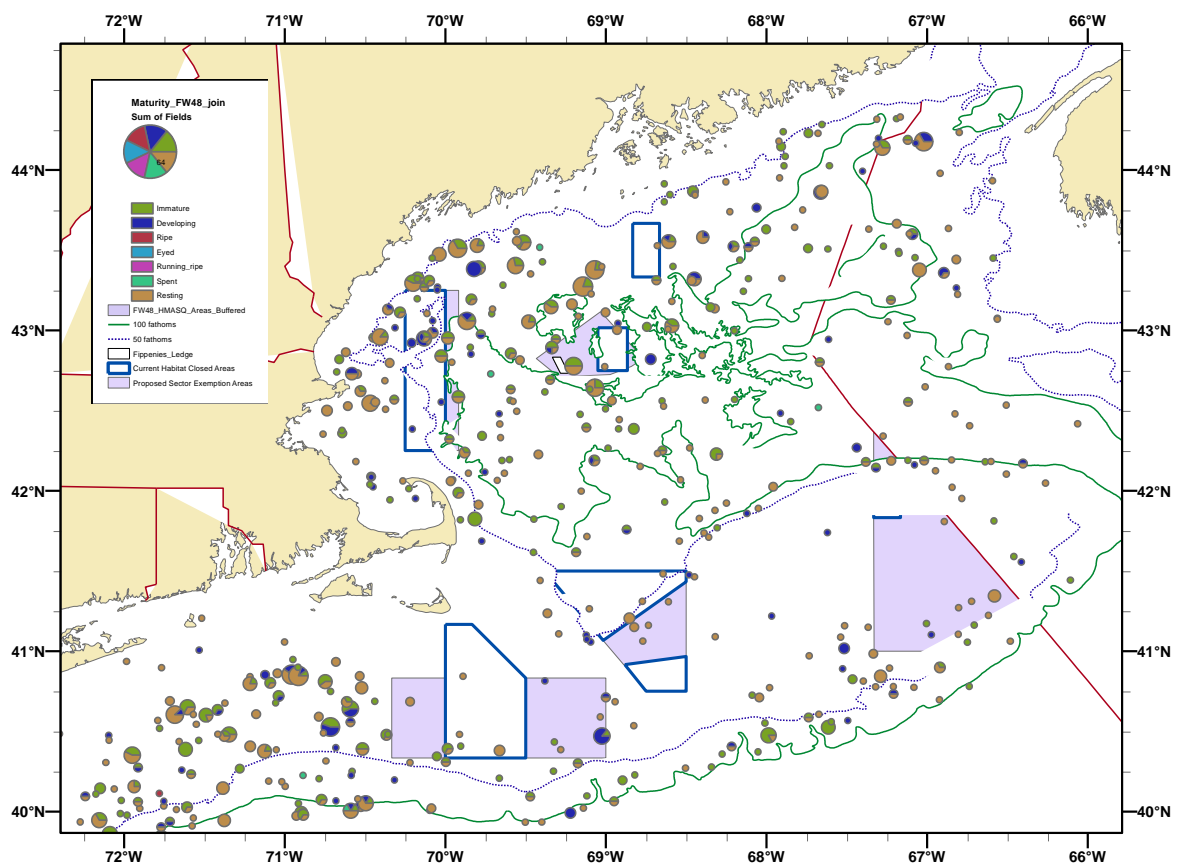 72°W 71°W 70°W 69°W 68°W 67°W 66°W
Maturity_FW48_join
Sum of Fields
64
Immature
Developing
Ripe
Eyed
Running_ripe
Spent
Resting
FW48_HMASQ_Areas_Buffered
100 fathoms
50 fathoms
Fippenies_Ledge
Current Habitat Closed Areas
Proposed Sector Exemption Areas
44°N 44°N
43°N 43°N
42°N 42°N
41°N 41°N
40°N 40°N
72°W 71°W 70°W 69°W 68°W 67°W 66°W